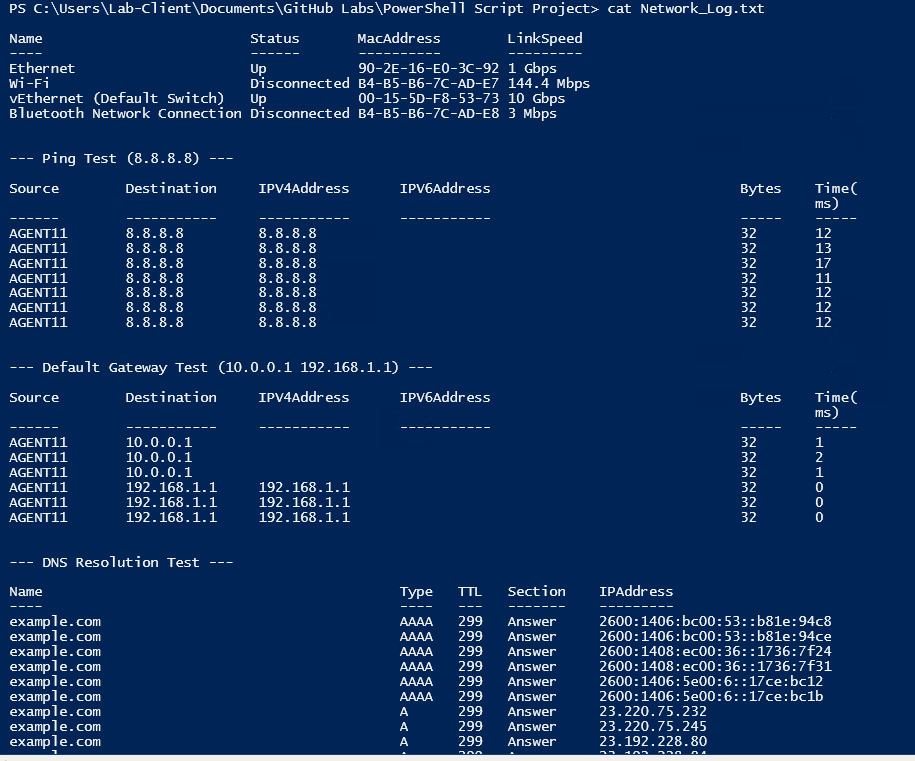 PS C:\Users\Lab-Client\Documents\GitHub Labs\PowerShell Script Project> cat Network_Log.txt
Name Status MacAddress LinkSpeed
---- ------ ---------- ---------
Ethernet Up 90-2E-16-E0-3C-92 1 Gbps
Wi-Fi Disconnected B4-B5-B6-7C-AD-E7 144.4 Mbps
vEthernet (Default Switch) Up 00-15-5D-F8-53-73 10 Gbps
Bluetooth Network Connection Disconnected B4-B5-B6-7C-AD-E8 3 Mbps
--- Ping Test (8.8.8.8) ---
Source Destination IPV4Address IPV6Address Bytes Time(
ms)
------ ----------- ----------- ----------- ----- -----
AGENT11 8.8.8.8 8.8.8.8 32 12
AGENT11 8.8.8.8 8.8.8.8 32 13
AGENT11 8.8.8.8 8.8.8.8 32 17
AGENT11 8.8.8.8 8.8.8.8 32 11
AGENT11 8.8.8.8 8.8.8.8 32 12
AGENT11 8.8.8.8 8.8.8.8 32 12
AGENT11 8.8.8.8 8.8.8.8 32 12
--- Default Gateway Test (10.0.0.1 192.168.1.1) ---
Source Destination IPV4Address IPV6Address Bytes Time(
ms)
------ ----------- ----------- ----------- ----- -----
AGENT11 10.0.0.1 32 1
AGENT11 10.0.0.1 32 2
AGENT11 10.0.0.1 32 1
AGENT11 192.168.1.1 192.168.1.1 32 0
AGENT11 192.168.1.1 192.168.1.1 32 0
AGENT11 192.168.1.1 192.168.1.1 32 0
--- DNS Resolution Test ---
Name Type TTL Section IPAddress
---- ---- --- ------- ---------
example.com AAAA 299 Answer 2600:1406:bc00:53::b81e:94c8
example.com AAAA 299 Answer 2600:1406:bc00:53::b81e:94ce
example.com AAAA 299 Answer 2600:1408:ec00:36::1736:7f24
example.com AAAA 299 Answer 2600:1408:ec00:36::1736:7f31
example.com AAAA 299 Answer 2600:1406:5e00:6::17ce:bc12
example.com AAAA 299 Answer 2600:1406:5e00:6::17ce:bc1b
example.com A 299 Answer 23.220.75.232
example.com A 299 Answer 23.220.75.245
example.com A 299 Answer 23.192.228.80